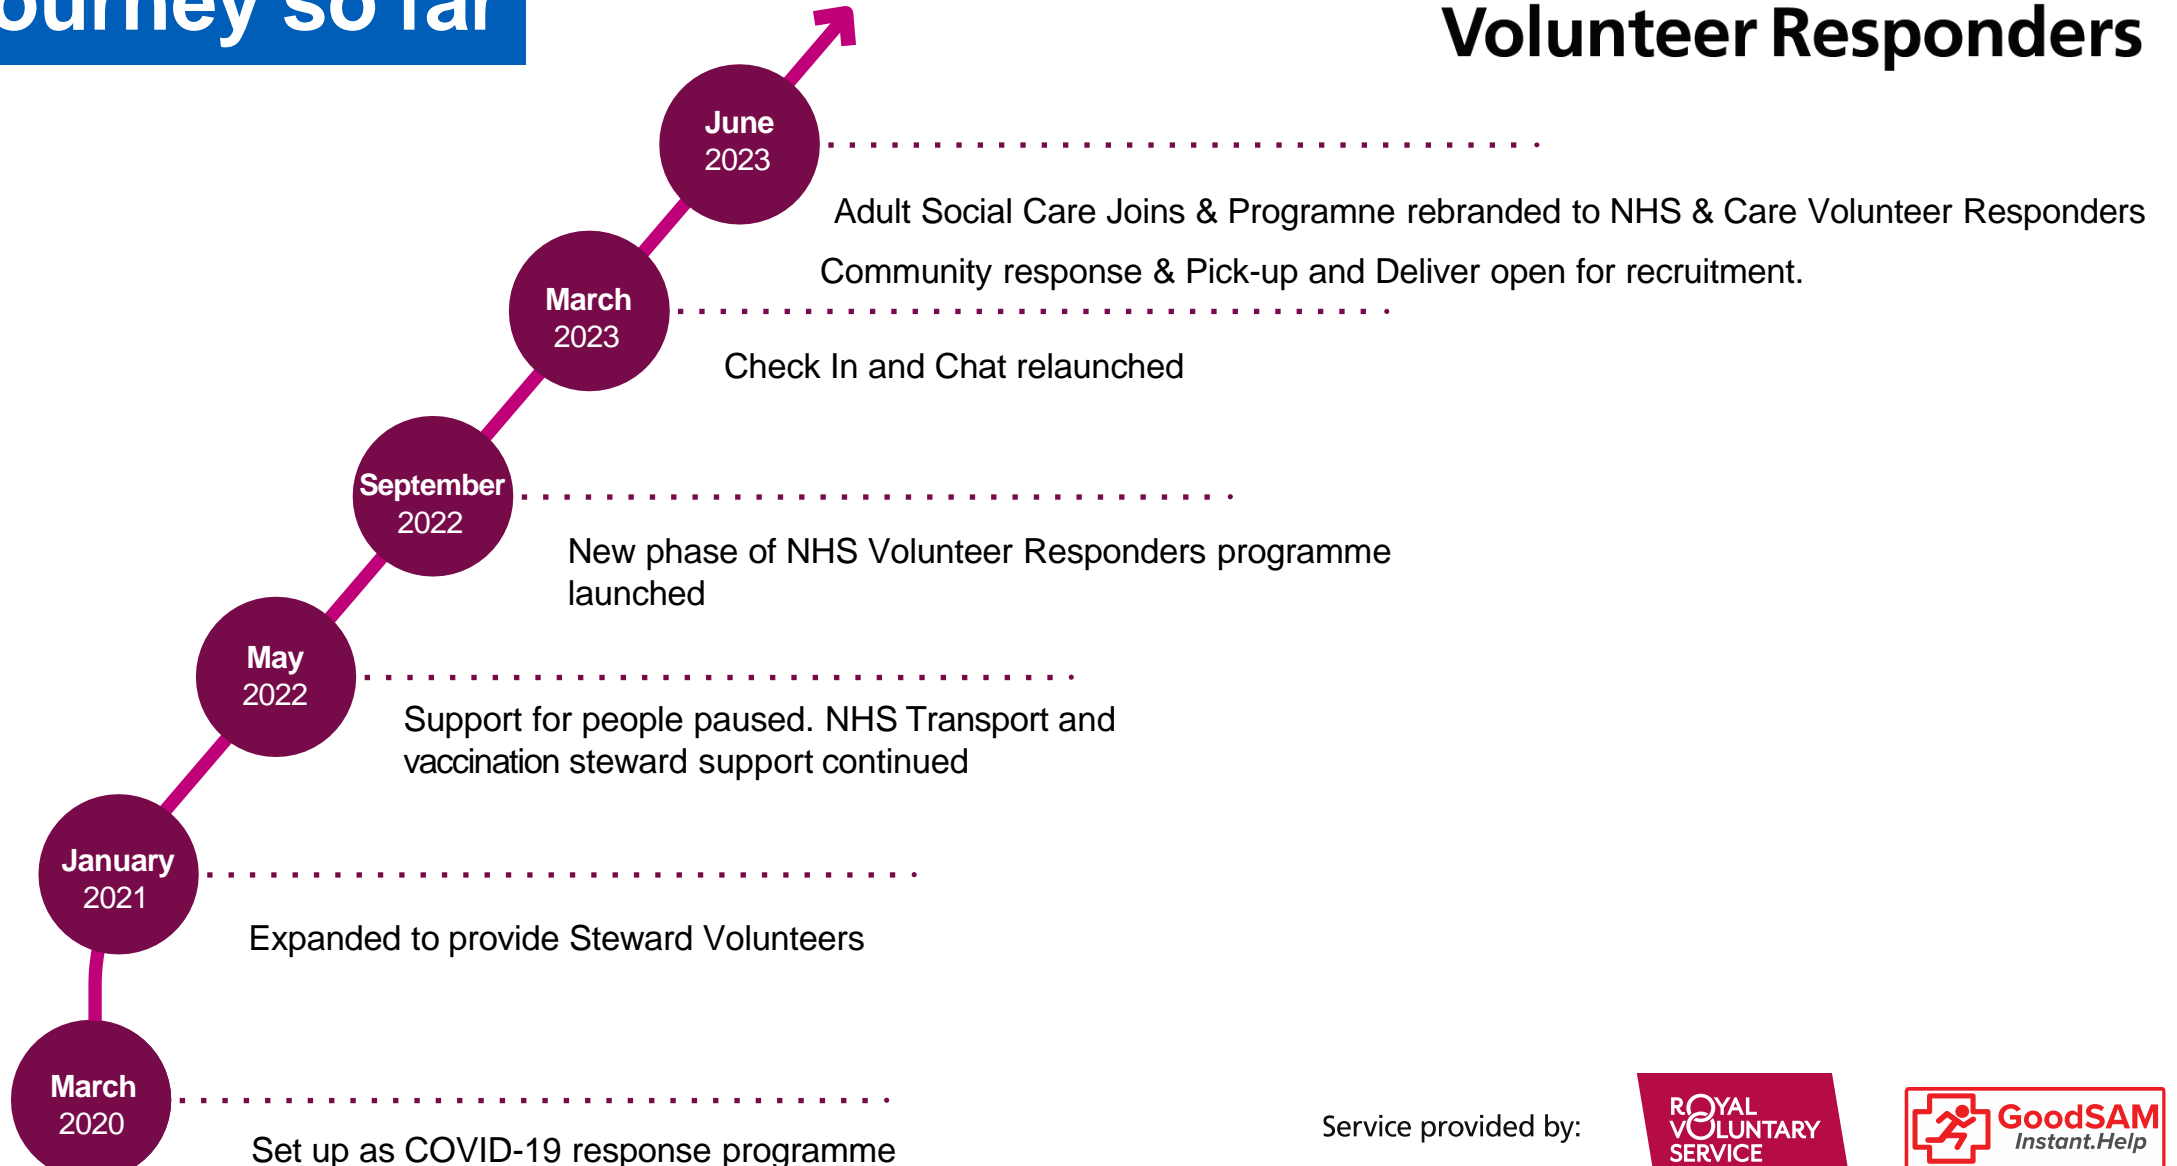 ourney so far
Volunteer Responders
June
2023
Adult Social Care Joins & Programne rebranded to NHS & Care Volunteer Responders
Community response & Pick-up and Deliver open for recruitment.
March
2023
Check In and Chat relaunched
September
2022
New phase of NHS Volunteer Responders programme
launched
May
2022
Support for people paused. NHS Transport and
vaccination steward support continued
January
2021
Expanded to provide Steward Volunteers
March
2020
Set up as COVID-19 response programme
Service provided by:
ROYAL
VOLUNTARY
SERVICE
GoodSAM
Instant.Help